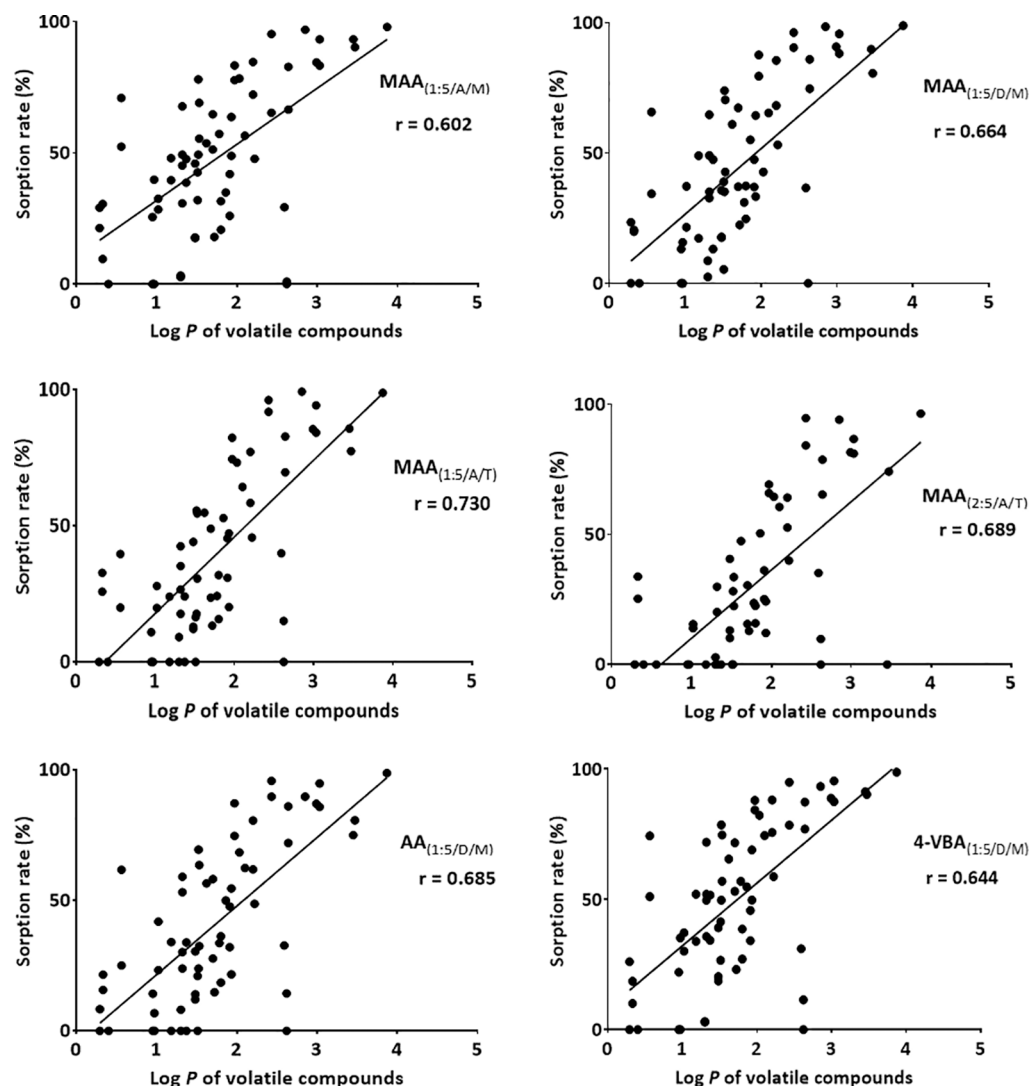 100
50
0
Sorption rate (%)
MAA(1:5/A/M)
r = 0.602
0 1 2 3 4 5
Log P of volatile compounds
100
50
0
Sorption rate (%)
MAA(1:5/D/M)
r = 0.664
0 1 2 3 4 5
Log P of volatile compounds
100
50
0
Sorption rate (%)
MAA(1:5/A/T)
r = 0.730
0 1 2 3 4 5
Log P of volatile compounds
100
50
0
Sorption rate (%)
MAA(2:5/A/T)
r = 0.689
0 1 2 3 4 5
Log P of volatile compounds
100
50
0
Sorption rate (%)
AA(1:5/D/M)
r = 0.685
0 1 2 3 4 5
Log P of volatile compounds
100
50
0
Sorption rate (%)
4-VBA(1:5/D/M)
r = 0.644
0 1 2 3 4 5
Log P of volatile compounds